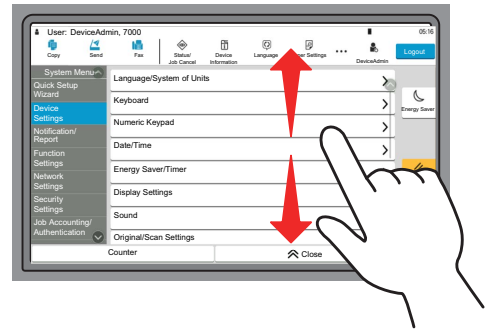 User: DeviceAdmin, 7000
05:16
Copy
Send
Fax
Status/
Job Cancel
Device
Information
Language
User Settings
DeviceAdmin
Logout
System Menu
Quick Setup
Wizard
Device
Settings
Notification/
Report
Function
Settings
Network
Settings
Security
Settings
Job Accounting/
Authentication
Language/System of Units
Keyboard
Numeric Keypad
Date/Time
Energy Saver/Timer
Display Settings
Sound
Original/Scan Settings
Energy Saver
Counter
Close